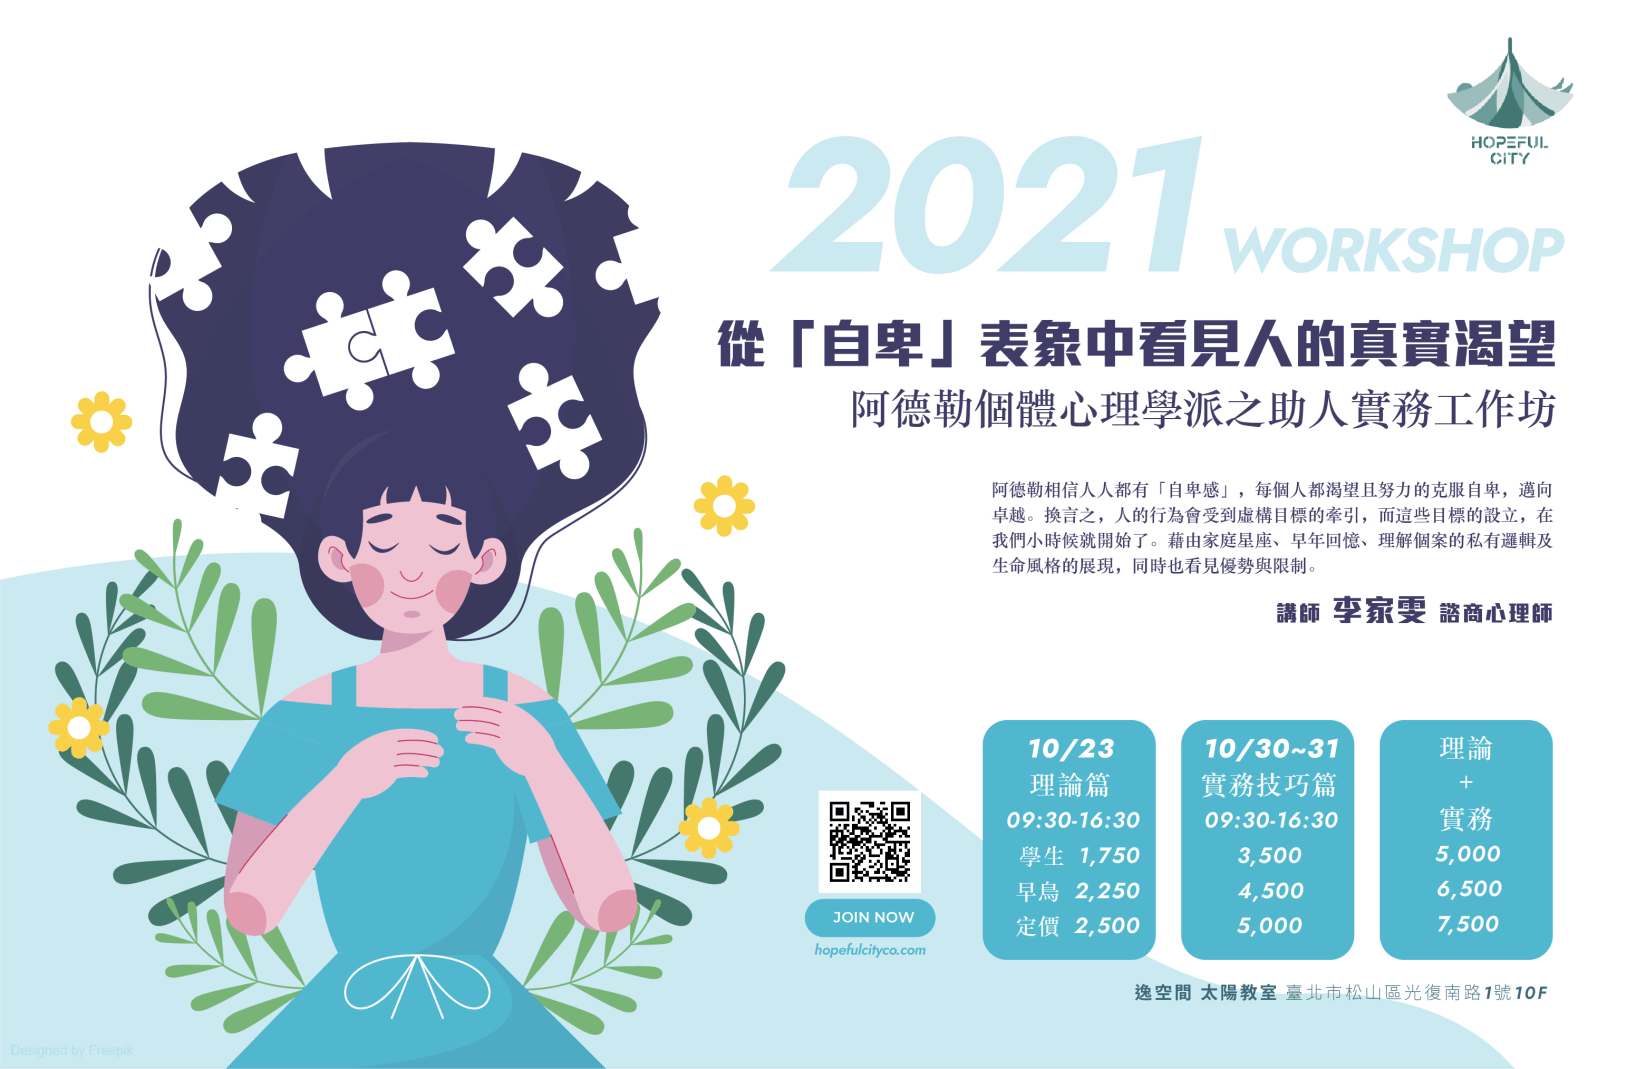 HOPEFUL
CITY
2021 WORKSHOP
從「自卑」表象中看見人的真實渴望
阿德勒個體心理學派之助人實務工作坊
阿德勒相信人人都有「自卑感」，每個人都渴望且努力的克服自卑，邁向
卓越。換言之，人的行為會受到虛構目標的牽引，而這些目標的設立，在
我們小時候就開始了。藉由家庭星座、早年回憶、理解個案的私有邏輯及
生命風格的展現，同時也看見優勢與限制。
講師 李家雯 諮商心理師
10/23
理論篇
09:30-16:30
學生 1,750
早鳥 2,250
定價 2,500
10/30~31
實務技巧篇
09:30-16:30
3,500
4,500
5,000
理論
+
實務
5,000
6,500
7,500
JOIN NOW
hopefulcityco.com
逸空間 太陽教室 臺北市松山區光復南路1號10F
Designed by Freepik